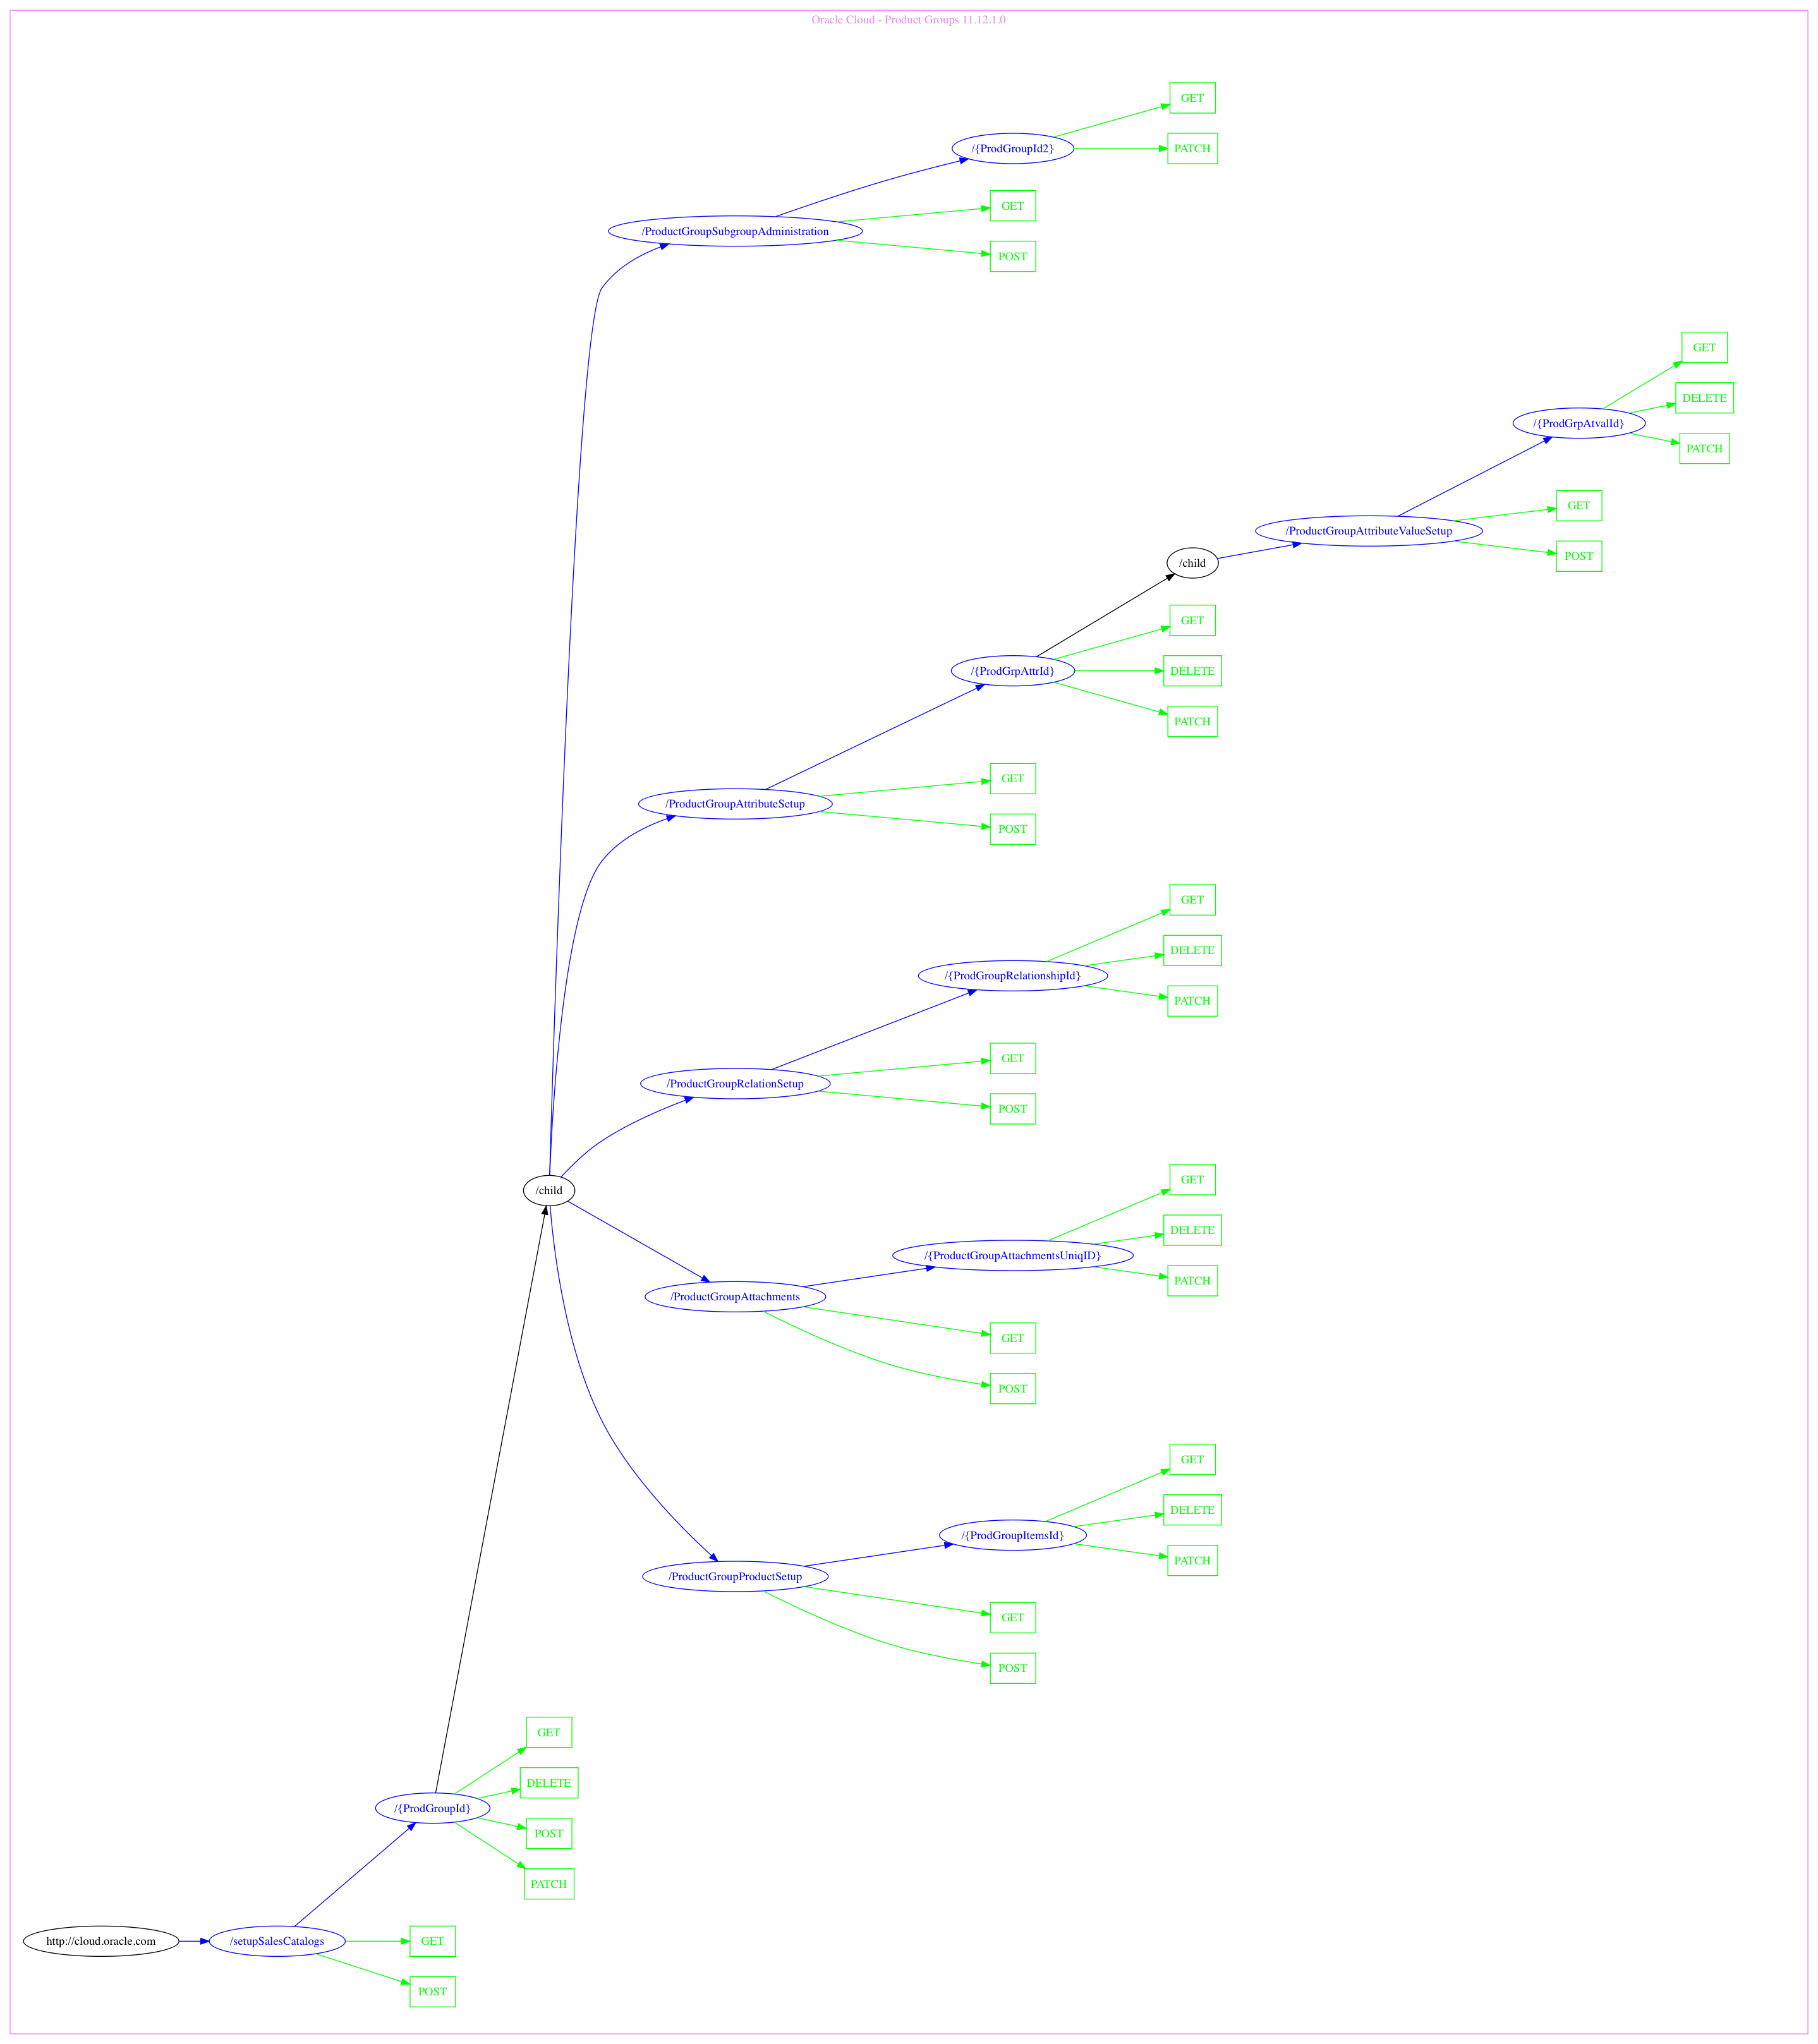 Oracle Cloud - Product Groups 11.12.1.0
GET
/{ProdGroupId2}
PATCH
GET
/ProductGroupSubgroupAdministration
POST
GET
DELETE
/{ProdGrpAtvalId}
PATCH
GET
/ProductGroupAttributeValueSetup
POST
/child
GET
/{ProdGrpAttrId}
DELETE
PATCH
GET
/ProductGroupAttributeSetup
POST
GET
DELETE
/{ProdGroupRelationshipId}
PATCH
GET
/ProductGroupRelationSetup
POST
/child
GET
DELETE
/{ProductGroupAttachmentsUniqID}
PATCH
/ProductGroupAttachments
GET
POST
GET
DELETE
/{ProdGroupItemsId}
PATCH
/ProductGroupProductSetup
GET
POST
GET
DELETE
/{ProdGroupId}
POST
PATCH
http://cloud.oracle.com
/setupSalesCatalogs
GET
POST